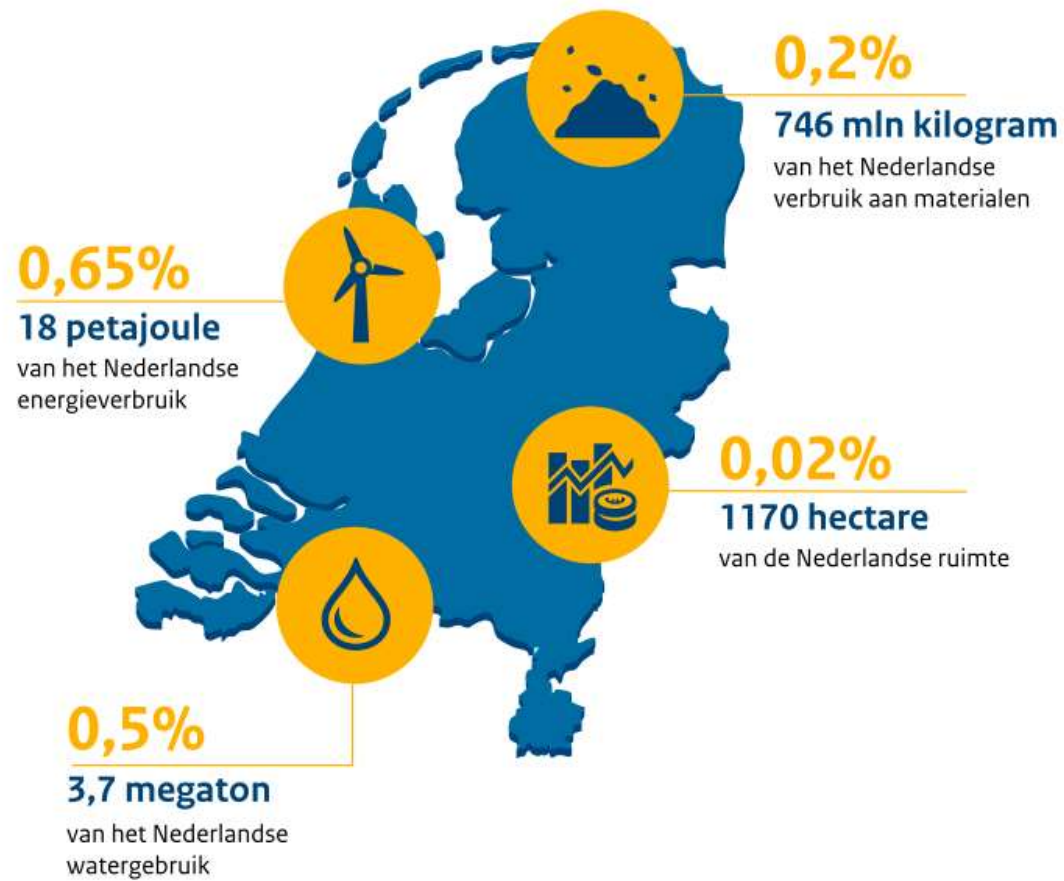 0,2%
746 mln kilogram
van het Nederlandse
verbruik aan materialen
0,65%
18 petajoule
van het Nederlandse
energieverbruik
0,02%
1170 hectare
van de Nederlandse ruimte
0,5%
3,7 megaton
van het Nederlandse
watergebruik